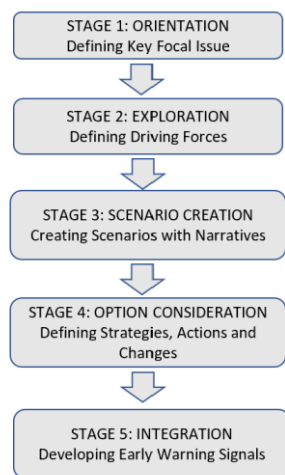 STAGE 1: ORIENTATION
Defining Key Focal Issue
STAGE 2: EXPLORATION
Defining Driving Forces
STAGE 3: SCENARIO CREATION
Creating Scenarios with Narratives
STAGE 4: OPTION CONSIDERATION
Defining Strategies, Actions and
Changes
STAGE 5: INTEGRATION
Developing Early Warning Signals